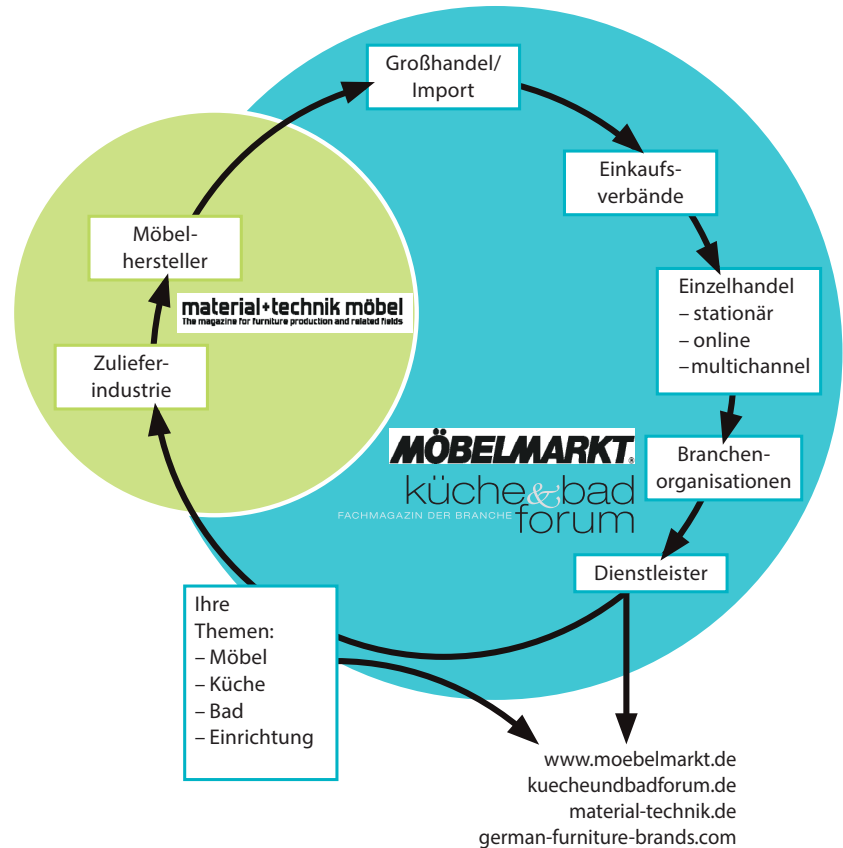 Großhandel/
Import
Einkaufs-
verbände
Möbel-
hersteller
Einzelhandel
– stationär
– online
– multichannel
material+technik möbel
The magazine for furniture production and related fields
Zuliefer-
industrie
MÖBELMARKT®
Branchen-
organisationen
küche&bad
FACHMAGAZIN DER BRANCHE forum
Dienstleister
Ihre
Themen:
– Möbel
– Küche
– Bad
– Einrichtung
www.moebelmarkt.de
kuecheundbadforum.de
material-technik.de
german-furniture-brands.com